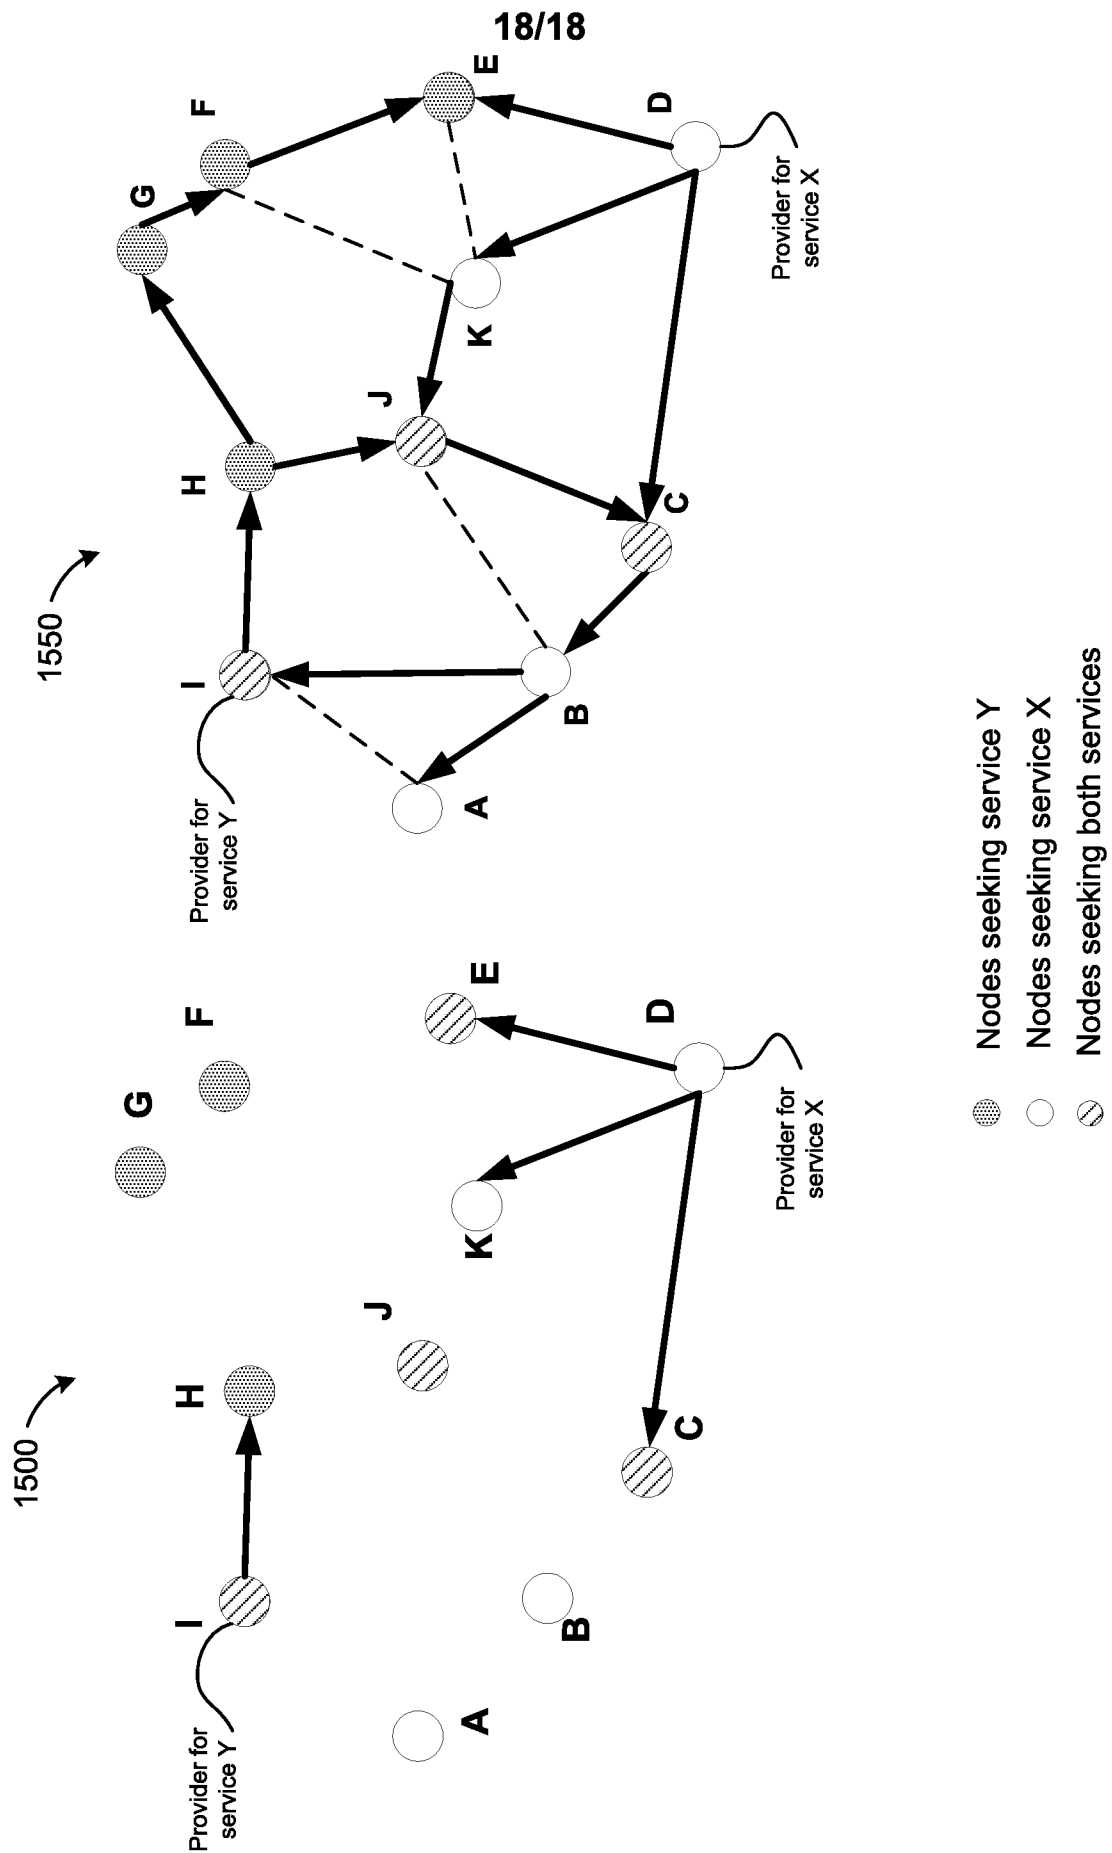 18/18
1500
I
H
G
F
E
J
K
D
C
B
A
Provider for
service Y
Provider for
service X
1550
I
H
G
F
E
J
K
D
C
B
A
Provider for
service Y
Provider for
service X
Nodes seeking service Y
Nodes seeking service X
Nodes seeking both services